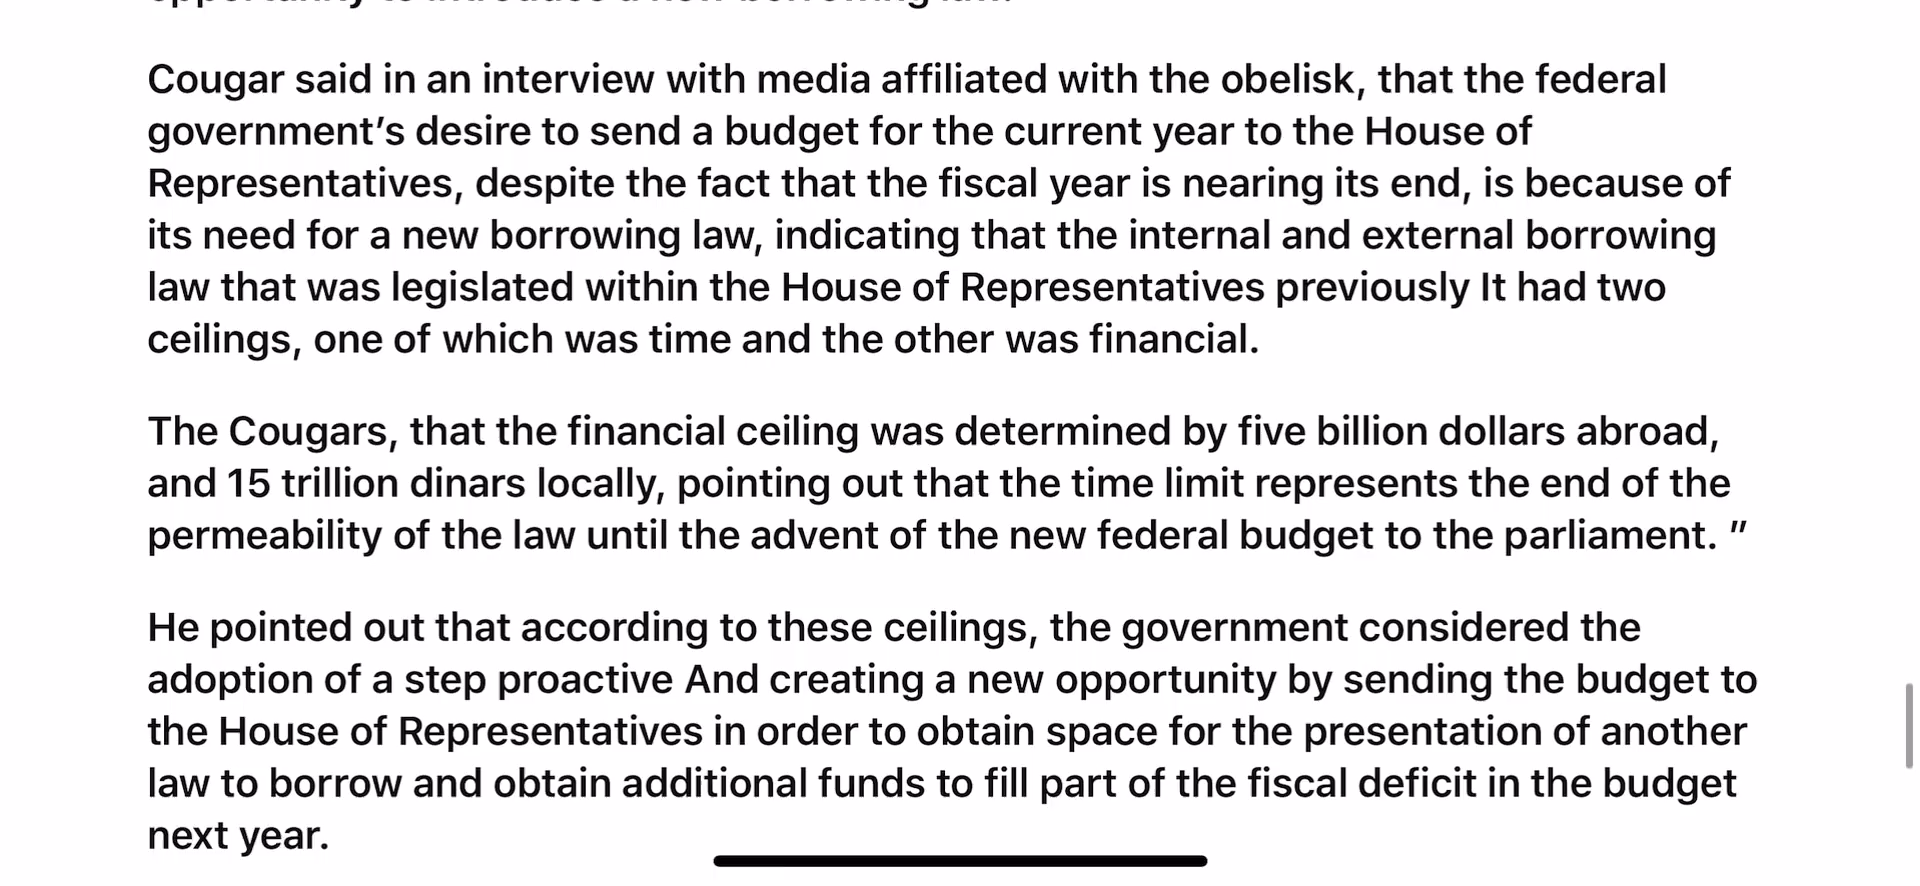 Cougar said in an interview with media affiliated with the obelisk, that the federal
government’s desire to send a budget for the current year to the House of
Representatives, despite the fact that the fiscal year is nearing its end, is because of
its need for a new borrowing law, indicating that the internal and external borrowing
law that was legislated within the House of Representatives previously It had two
ceilings, one of which was time and the other was financial.
The Cougars, that the financial ceiling was determined by five billion dollars abroad,
and 15 trillion dinars locally, pointing out that the time limit represents the end of the
permeability of the law until the advent of the new federal budget to the parliament. ”
He pointed out that according to these ceilings, the government considered the
adoption of a step proactive And creating a new opportunity by sending the budget to
the House of Representatives in order to obtain space for the presentation of another
law to borrow and obtain additional funds to fill part of the fiscal deficit in the budget
next year.